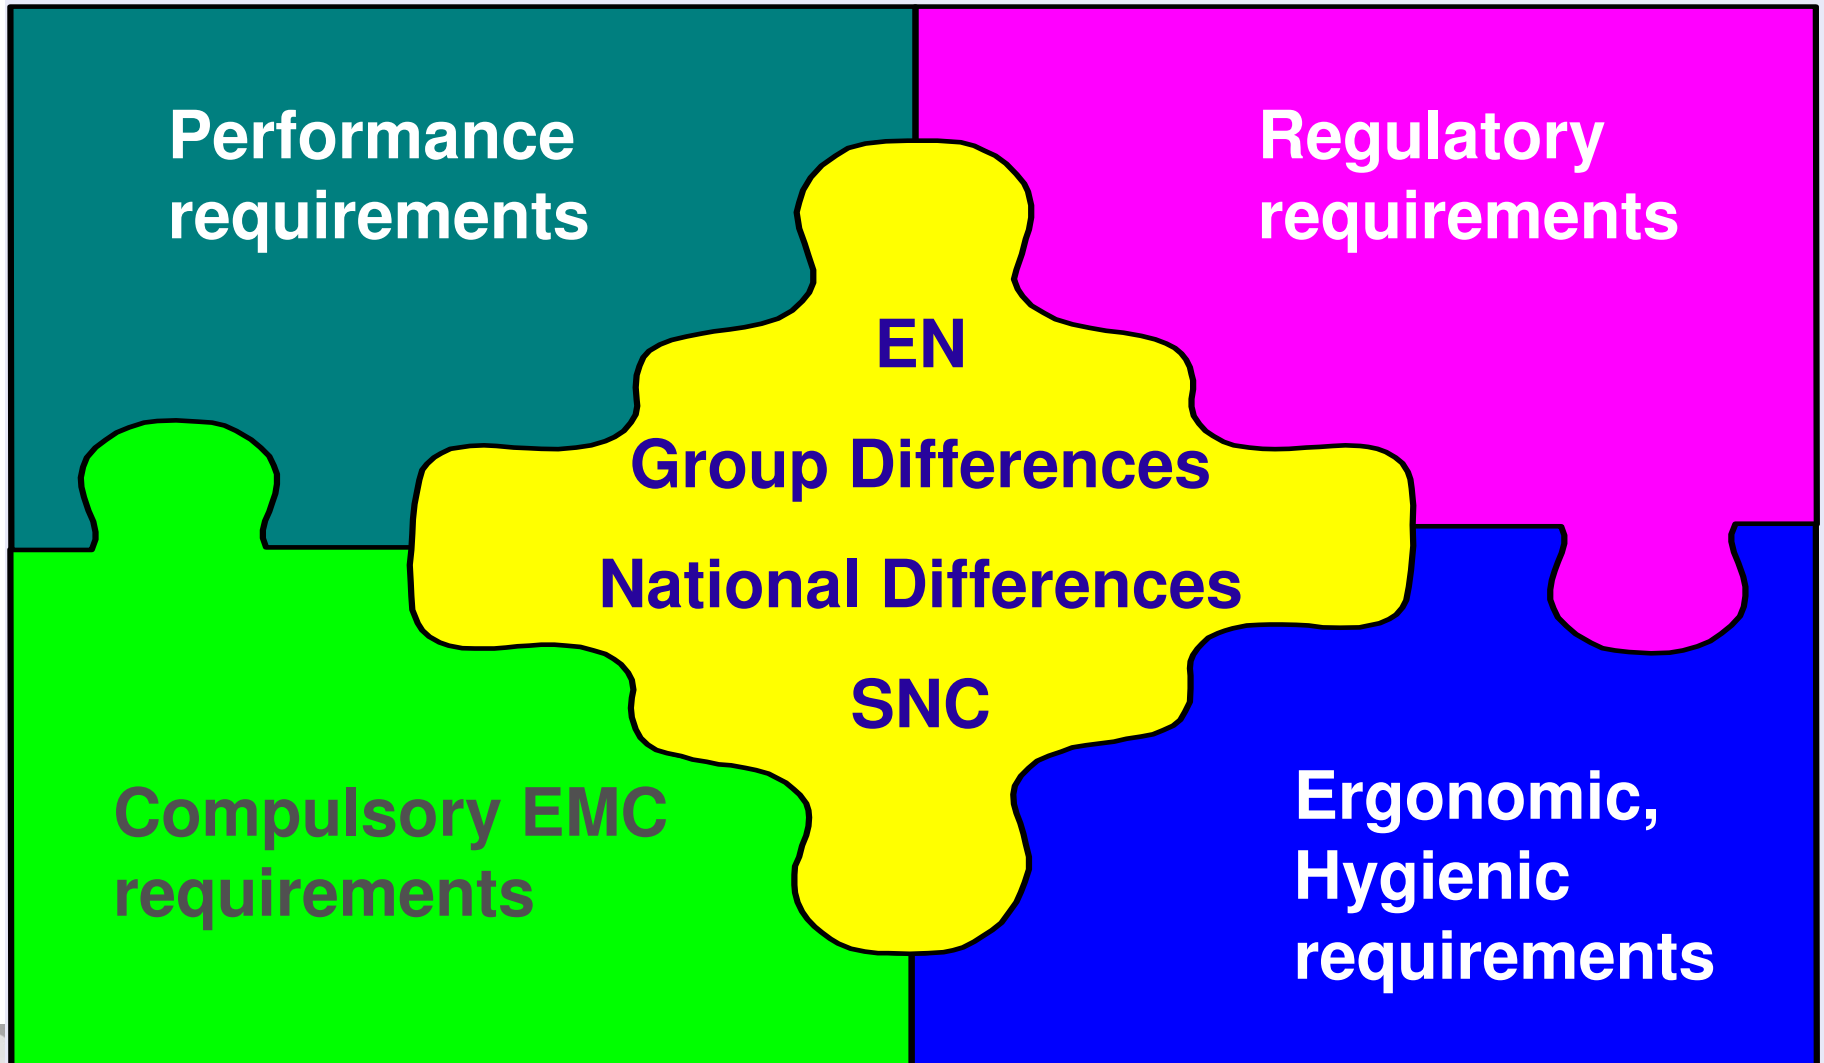 Performance
requirements
Regulatory
requirements
EN
Group Differences
National Differences
SNC
Compulsory EMC
requirements
Ergonomic,
Hygienic
requirements